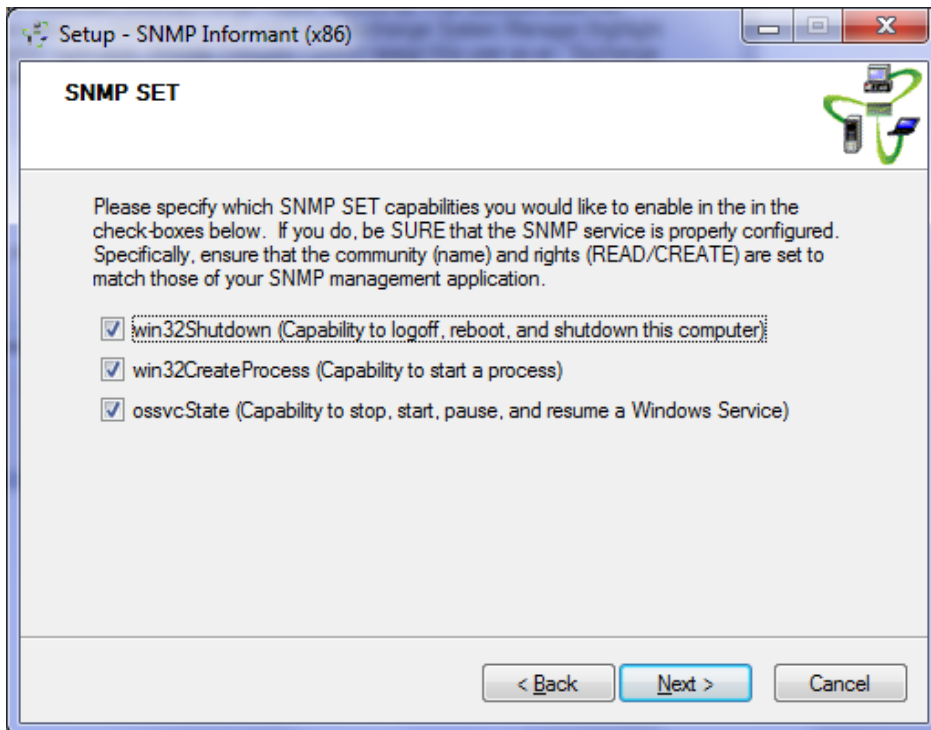 Setup - SNMP Informant (x86)
SNMP SET
Please specify which SNMP SET capabilities you would like to enable in the in the
check-boxes below.  If you do, be SURE that the SNMP service is properly configured.
Specifically, ensure that the community (name) and rights (READ/CREATE) are set to
match those of your SNMP management application.
win32Shutdown (Capability to logoff, reboot, and shutdown this computer)
win32CreateProcess (Capability to start a process)
ossvcState (Capability to stop, start, pause, and resume a Windows Service)
< Back
Next >
Cancel